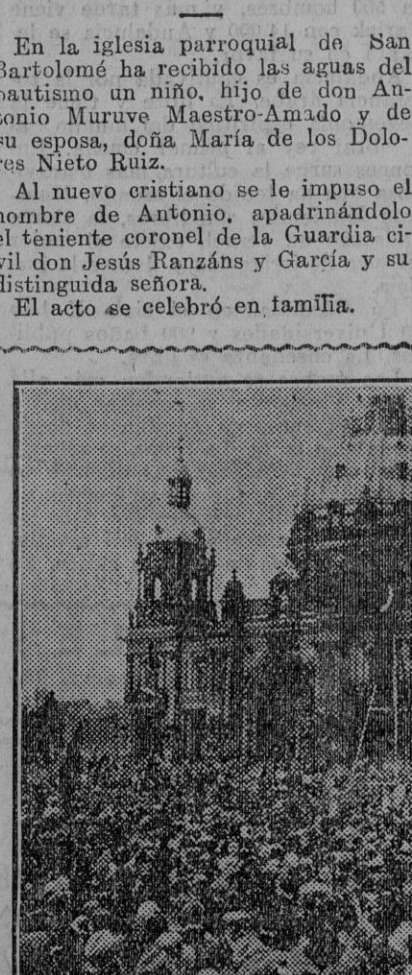 En la iglesia parroquial de San
Bartolomé ha recibido las aguas del
bautismo un niño, hijo de don An-
tonio Muruve Maestro-Amado y de
su esposa, doña María de los Dolo-
res Nieto Ruiz.
Al nuevo cristiano se le impuso el
nombre de Antonio, apadrinándolo
el teniente coronel de la Guardia ci-
vil don Jesús Ranzáns y García y su
distinguida señora.
El acto se celebró en familia.